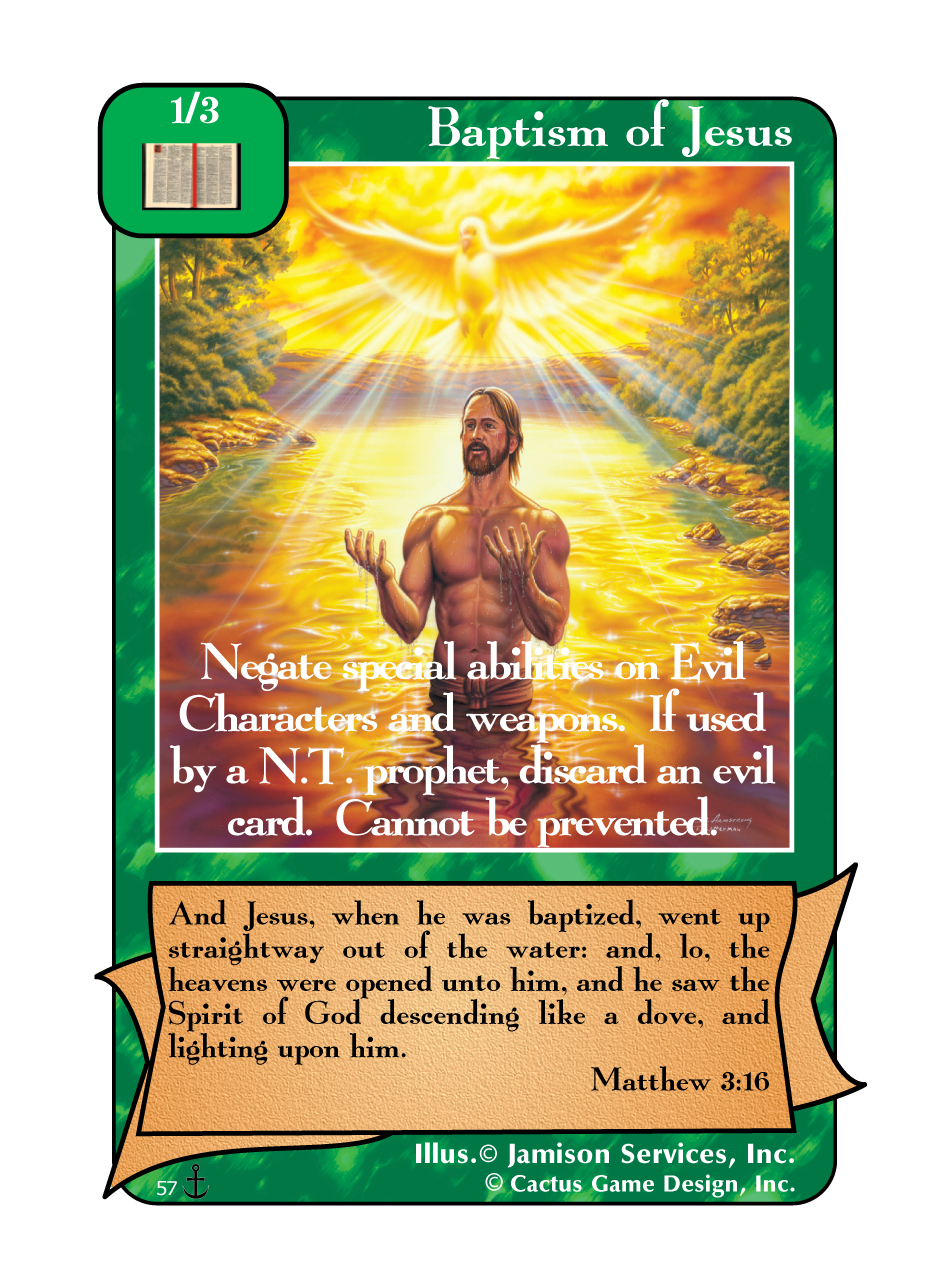 1/3
Baptism of Jesus
Negate special abilities on Evil
Characters and weapons. If used
by a N.T. prophet, discard an evil
card. Cannot be prevented.
And Jesus, when he was baptized, went up
straightway out of the water: and, lo, the
heavens were opened unto him, and he saw the
Spirit of God descending like a dove, and
lighting upon him.
Matthew 3:16
Illus.© Jamison Services, Inc.
57
© Cactus Game Design, Inc.